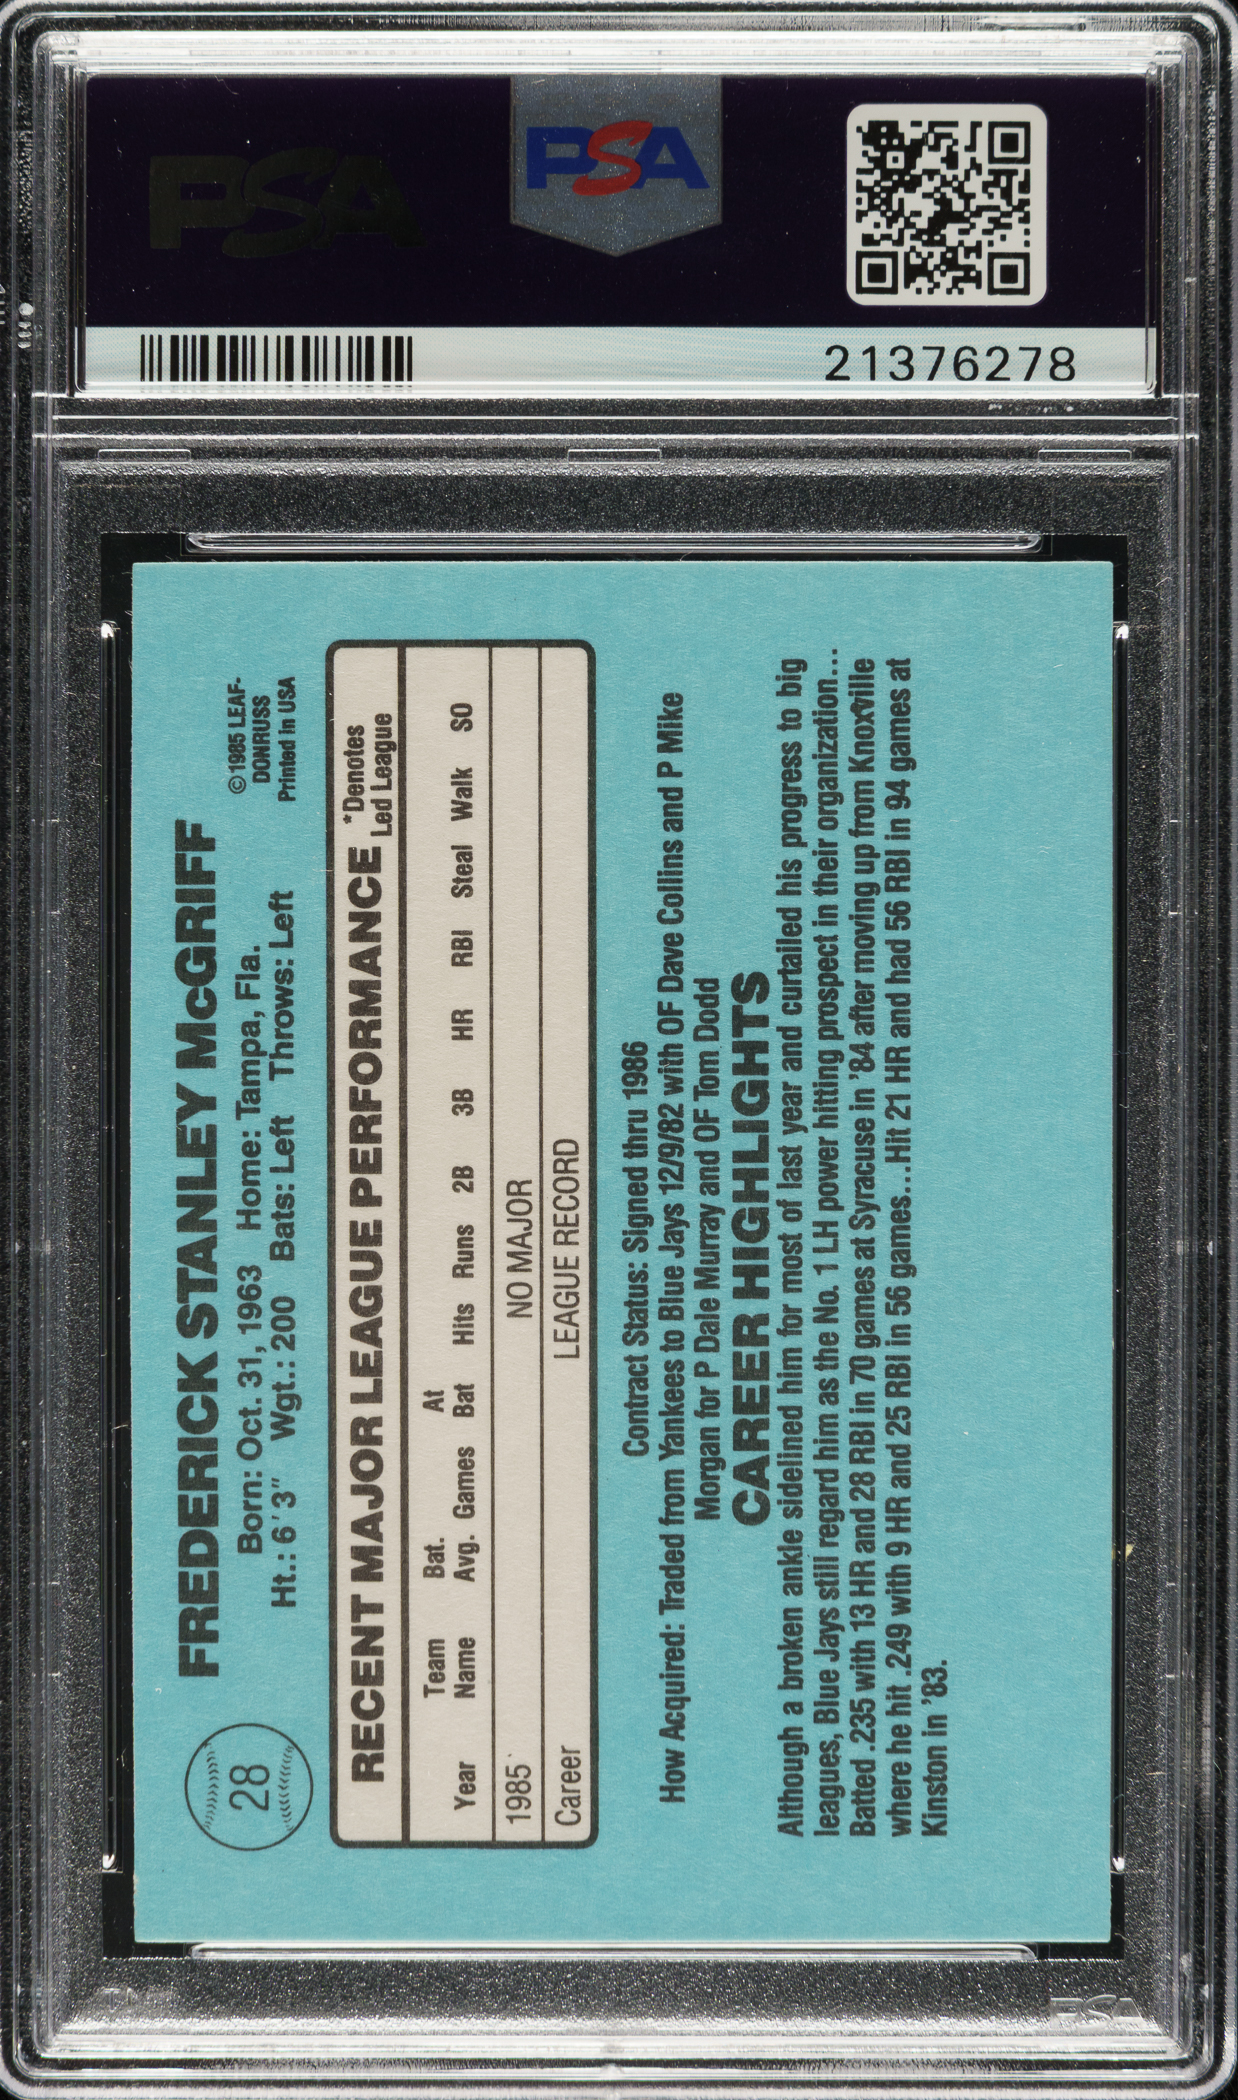 PSA
PSA
21376278
28
FREDERICK STANLEY McGRIFF
Born: Oct. 31, 1963 Home: Tampa, Fla.
Ht.: 6'3" Wgt.: 200 Bats: Left Throws: Left
©1985 LEAF-
DONRUSS
Printed in USA
RECENT MAJOR LEAGUE PERFORMANCE
*Denotes
Led League
Team Bat. At
Year Name Avg. Games Bat Hits Runs 2B 3B HR RBI Steal Walk SO
1985 NO MAJOR
Career LEAGUE RECORD
Contract Status: Signed thru 1986
How Acquired: Traded from Yankees to Blue Jays 12/9/82 with OF Dave Collins and P Mike
Morgan for P Dale Murray and OF Tom Dodd
CAREER HIGHLIGHTS
Although a broken ankle sidelined him for most of last year and curtailed his progress to big
leagues, Blue Jays still regard him as the No. 1 LH power hitting prospect in their organization...
Batted .235 with 13 HR and 28 RBI in 70 games at Syracuse in '84 after moving up from Knoxville
where he hit .249 with 9 HR and 25 RBI in 56 games...Hit 21 HR and had 56 RBI in 94 games at
Kinston in '83.
PSA